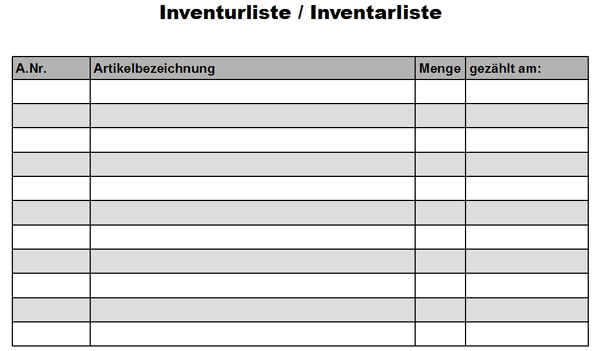 Inventurliste / Inventarliste
A.Nr. Artikelbezeichnung Menge gezählt am: